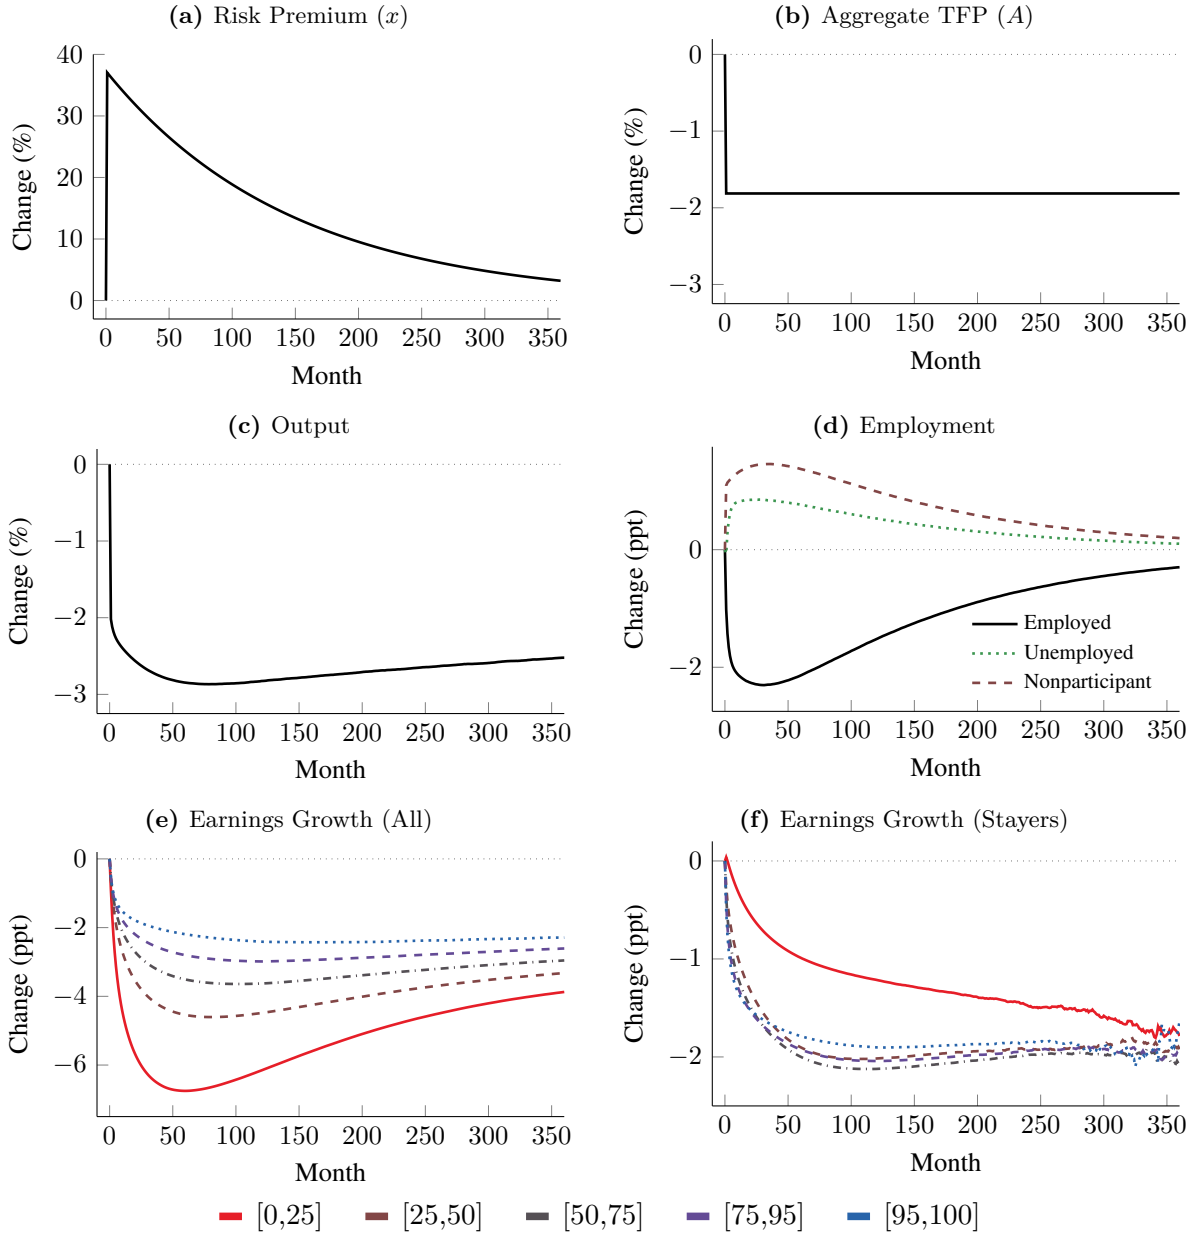 (a) Risk Premium (x)
Change (%)
40
30
20
10
0
0 50 100 150 200 250 300 350
Month
(b) Aggregate TFP (A)
Change (%)
0
−1
−2
−3
0 50 100 150 200 250 300 350
Month
(c) Output
Change (%)
0
−1
−2
−3
0 50 100 150 200 250 300 350
Month
(d) Employment
Change (ppt)
0
−2
Employed
Unemployed
Nonparticipant
0 50 100 150 200 250 300 350
Month
(e) Earnings Growth (All)
Change (ppt)
0
−2
−4
−6
0 50 100 150 200 250 300 350
Month
(f) Earnings Growth (Stayers)
Change (ppt)
0
−1
−2
0 50 100 150 200 250 300 350
Month
[0,25] [25,50] [50,75] [75,95] [95,100]